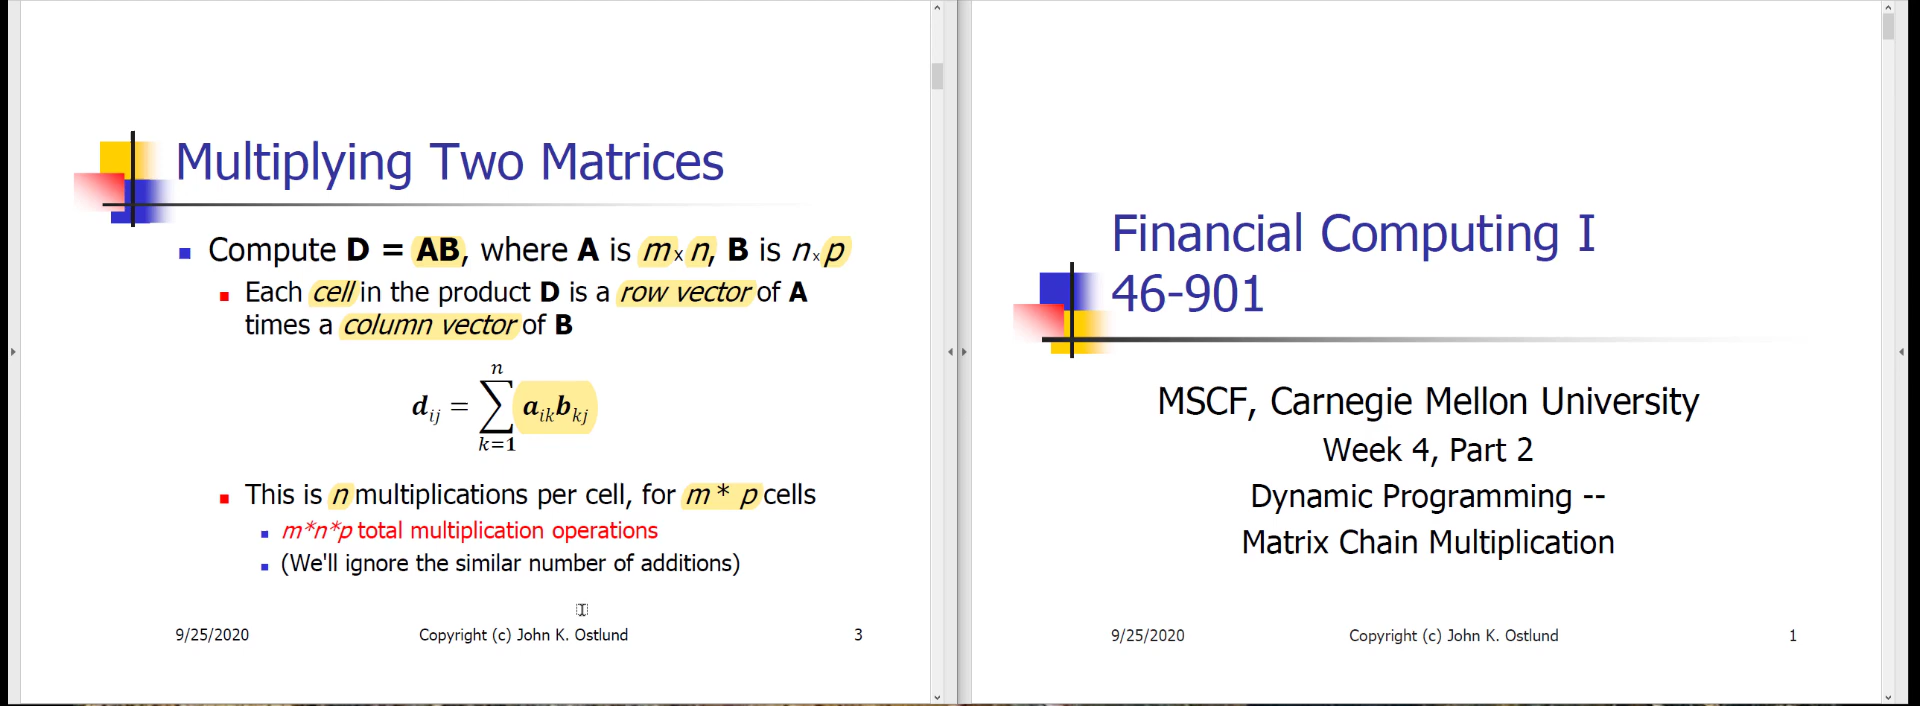 Multiplying Two Matrices
Compute D = AB, where A is m x n, B is n x p
Each cell in the product D is a row vector of A
times a column vector of B
n
d_ij = ∑ a_ik b_kj
k=1
This is n multiplications per cell, for m * p cells
m*n*p total multiplication operations
(We'll ignore the similar number of additions)
9/25/2020 Copyright (c) John K. Ostlund 3
Financial Computing I
46-901
MSCF, Carnegie Mellon University
Week 4, Part 2
Dynamic Programming --
Matrix Chain Multiplication
9/25/2020 Copyright (c) John K. Ostlund 1